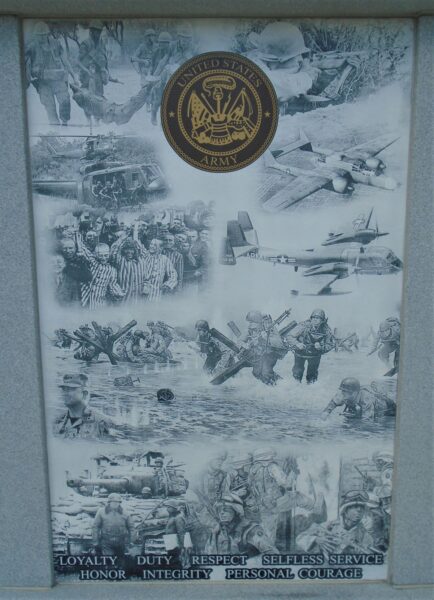 UNITED STATES
ARMY
LOYALTY DUTY RESPECT SELFLESS SERVICE
HONOR INTEGRITY PERSONAL COURAGE